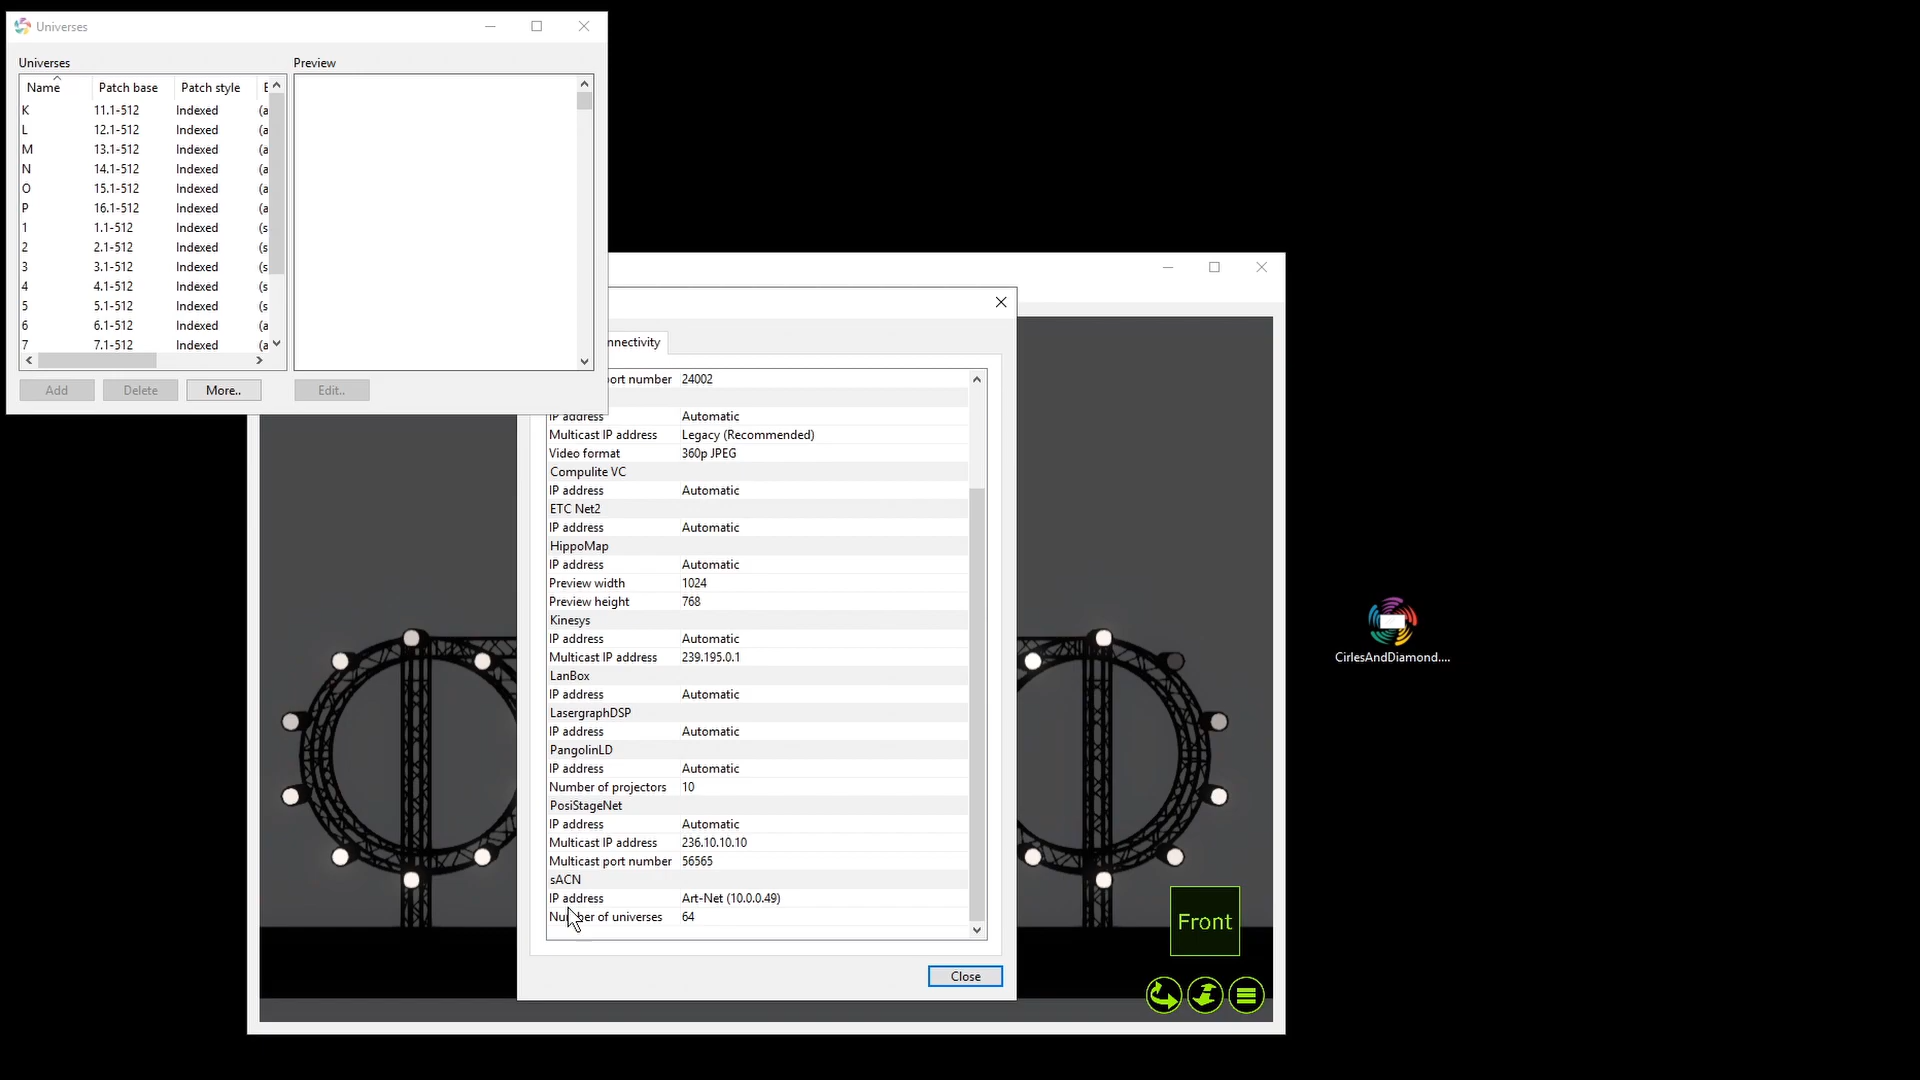 Universes
Universes
Preview
Name Patch base Patch style
K 11.1-512 Indexed (a
L 12.1-512 Indexed (a
M 13.1-512 Indexed (a
N 14.1-512 Indexed (a
O 15.1-512 Indexed (a
P 16.1-512 Indexed (a
1 1.1-512 Indexed (s
2 2.1-512 Indexed (s
3 3.1-512 Indexed (s
4 4.1-512 Indexed (s
5 5.1-512 Indexed (s
6 6.1-512 Indexed (a
7 7.1-512 Indexed (a
Add Delete More.. Edit..
nnectivity
ort number 24002
IP address Automatic
Multicast IP address Legacy (Recommended)
Video format 360p JPEG
Compulite VC
IP address Automatic
ETC Net2
IP address Automatic
HippoMap
IP address Automatic
Preview width 1024
Preview height 768
Kinesys
IP address Automatic
Multicast IP address 239.195.0.1
LanBox
IP address Automatic
LasergraphDSP
IP address Automatic
PangolinLD
IP address Automatic
Number of projectors 10
PosiStageNet
IP address Automatic
Multicast IP address 236.10.10.10
Multicast port number 56565
sACN
IP address Art-Net (10.0.0.49)
Number of universes 64
Close
Front
CirlesAndDiamond....